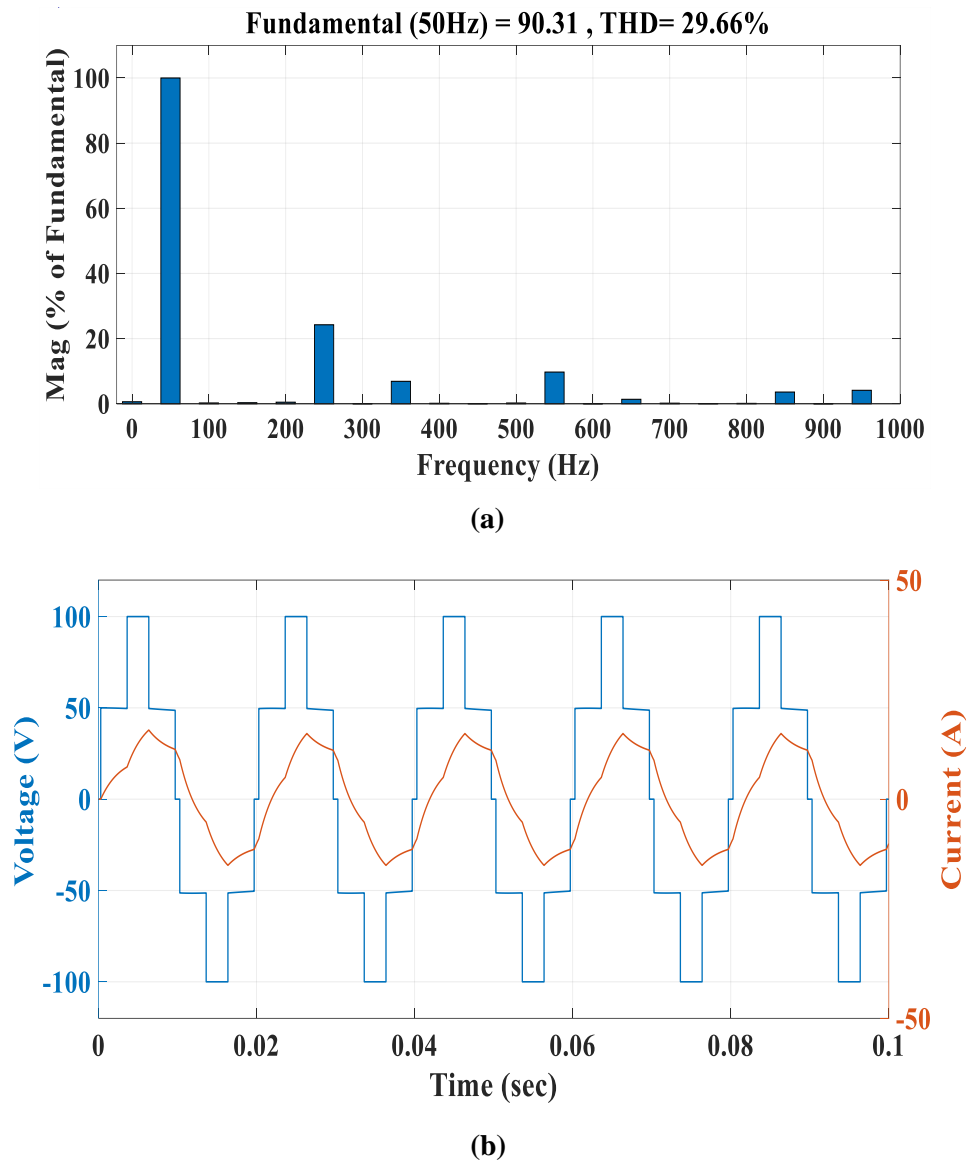 Fundamental (50Hz) = 90.31 , THD= 29.66%
Mag (% of Fundamental)
100
80
60
40
20
0
0 100 200 300 400 500 600 700 800 900 1000
Frequency (Hz)
(a)
Voltage (V)
100
50
0
-50
-100
50
0
-50
Current (A)
0 0.02 0.04 0.06 0.08 0.1
Time (sec)
(b)